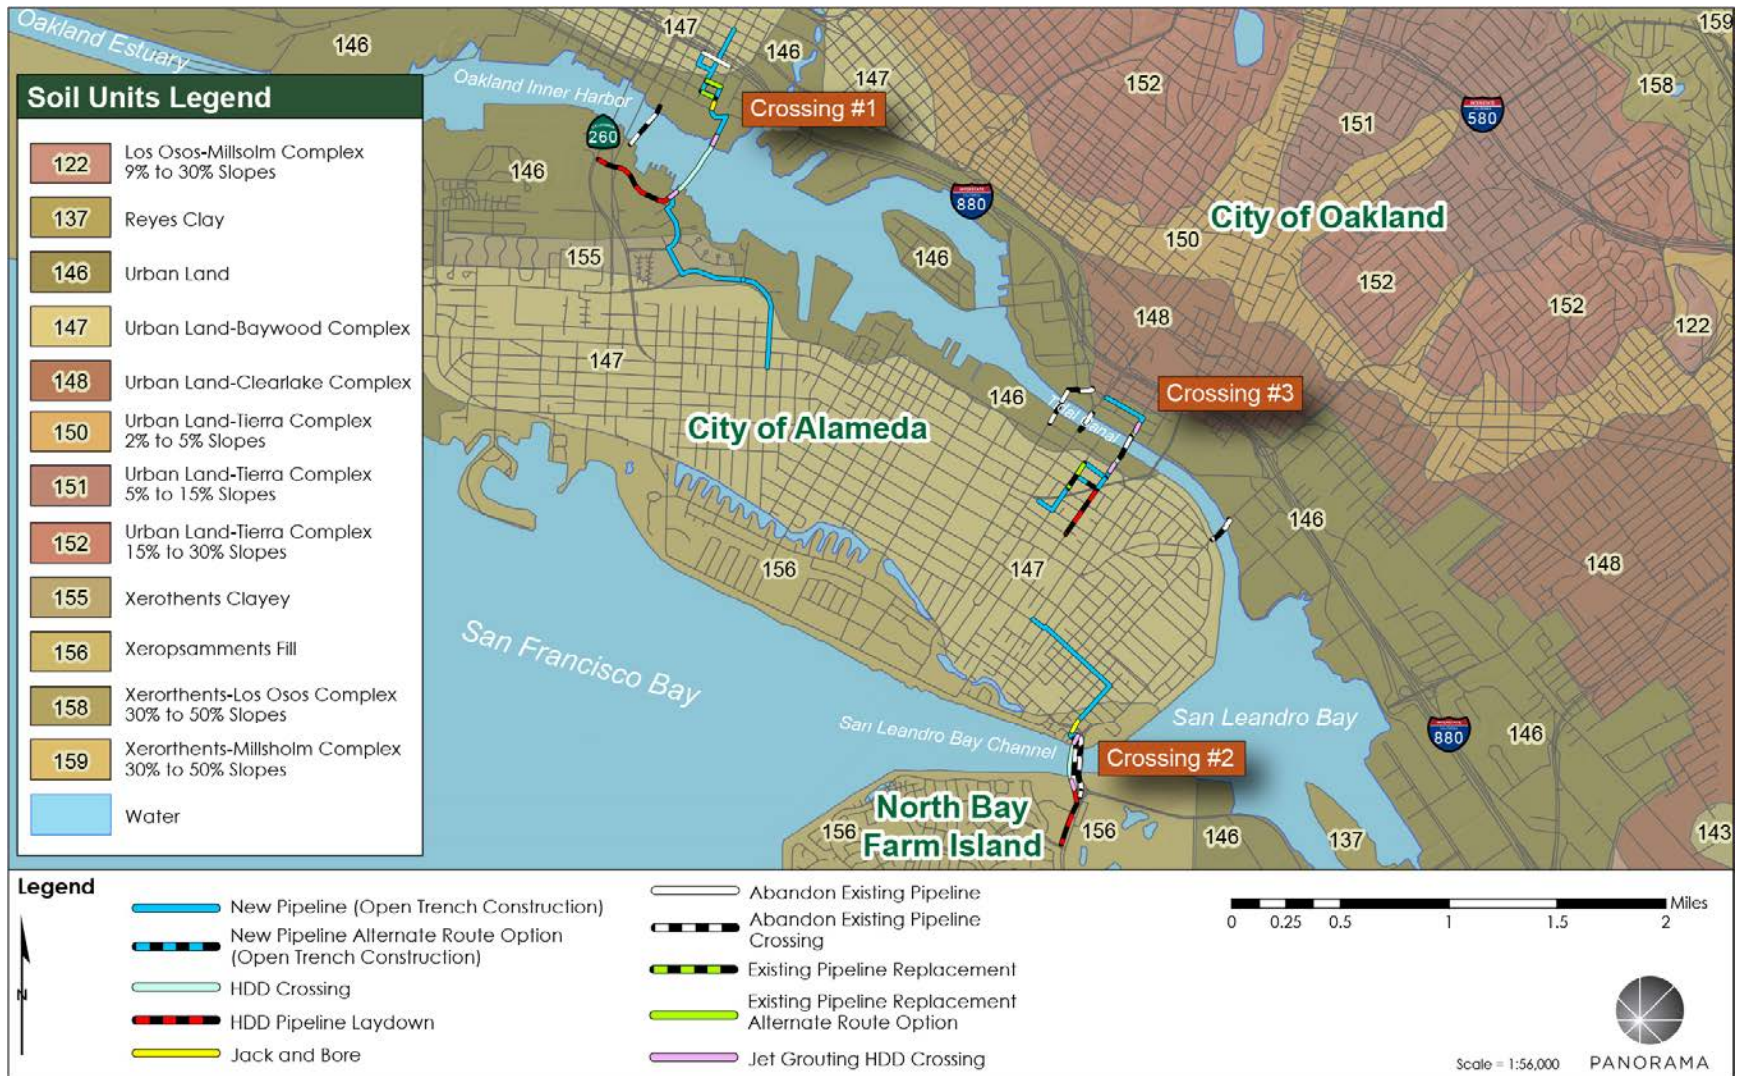 Soil Units Legend
122
Los Osos-Millsolm Complex
9% to 30% Slopes
137
Reyes Clay
146
Urban Land
147
Urban Land-Baywood Complex
148
Urban Land-Clearlake Complex
150
Urban Land-Tierra Complex
2% to 5% Slopes
151
Urban Land-Tierra Complex
5% to 15% Slopes
152
Urban Land-Tierra Complex
15% to 30% Slopes
155
Xerothents Clayey
156
Xeropsamments Fill
158
Xerorthents-Los Osos Complex
30% to 50% Slopes
159
Xerorthents-Millsholm Complex
30% to 50% Slopes
Water
Oakland Estuary
146
147
146
159
Oakland Inner Harbor
147
152
158
Crossing #1
260
151
580
146
880
City of Oakland
150
155
146
152
152
148
122
147
146
Crossing #3
Tidal Canal
City of Alameda
146
156
147
148
San Francisco Bay
San Leandro Bay
San Leandro Bay Channel
880
146
Crossing #2
North Bay
Farm Island
156
156
146
137
143
Legend
N
New Pipeline (Open Trench Construction)
New Pipeline Alternate Route Option
(Open Trench Construction)
HDD Crossing
HDD Pipeline Laydown
Jack and Bore
Abandon Existing Pipeline
Abandon Existing Pipeline
Crossing
Existing Pipeline Replacement
Existing Pipeline Replacement
Alternate Route Option
Jet Grouting HDD Crossing
Miles
0 0.25 0.5 1 1.5 2
Scale = 1:56,000
PANORAMA